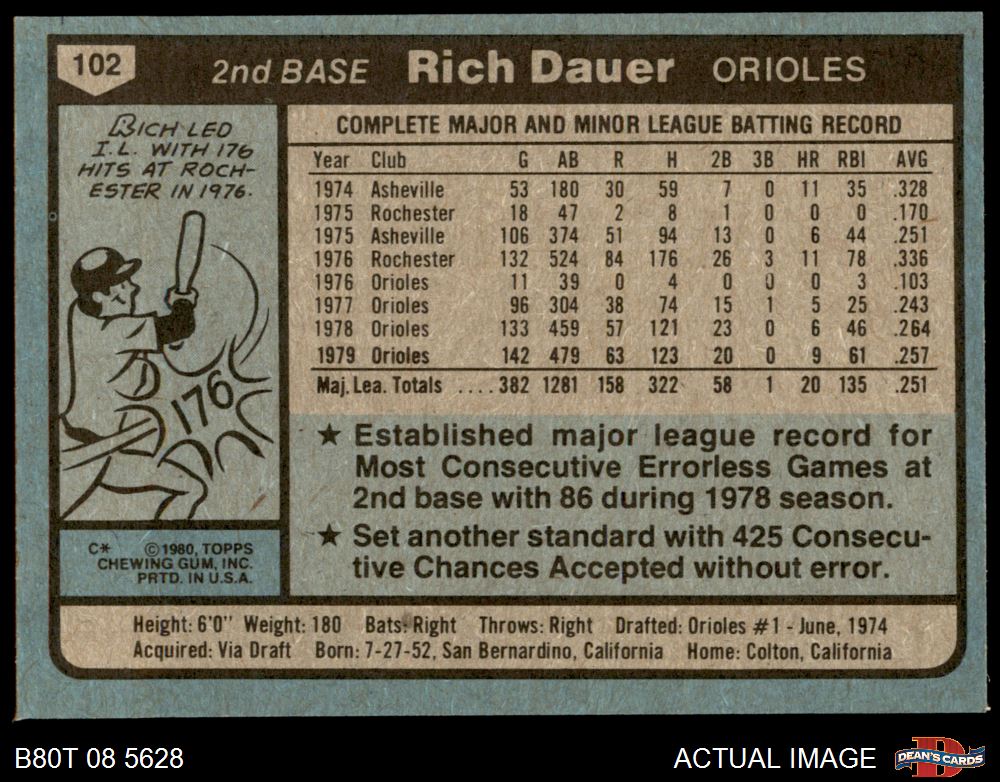 102
2nd BASE Rich Dauer ORIOLES
RICH LED
I.L. WITH 176
HITS AT ROCH-
ESTER IN 1976.
176
C* ©1980, TOPPS
CHEWING GUM, INC.
PRTD. IN U.S.A.
COMPLETE MAJOR AND MINOR LEAGUE BATTING RECORD
Year Club G AB R H 2B 3B HR RBI AVG
1974 Asheville 53 180 30 59 7 0 11 35 .328
1975 Rochester 18 47 2 8 1 0 0 0 .170
1975 Asheville 106 374 51 94 13 0 6 44 .251
1976 Rochester 132 524 84 176 26 3 11 78 .336
1976 Orioles 11 39 0 4 0 0 0 3 .103
1977 Orioles 96 304 38 74 15 1 5 25 .243
1978 Orioles 133 459 57 121 23 0 6 46 .264
1979 Orioles 142 479 63 123 20 0 9 61 .257
Maj. Lea. Totals .... 382 1281 158 322 58 1 20 135 .251
★ Established major league record for
Most Consecutive Errorless Games at
2nd base with 86 during 1978 season.
★ Set another standard with 425 Consecu-
tive Chances Accepted without error.
Height: 6'0" Weight: 180 Bats: Right Throws: Right Drafted: Orioles #1 - June, 1974
Acquired: Via Draft Born: 7-27-52, San Bernardino, California Home: Colton, California
B80T 08 5628
ACTUAL IMAGE
D
DEAN'S CARDS